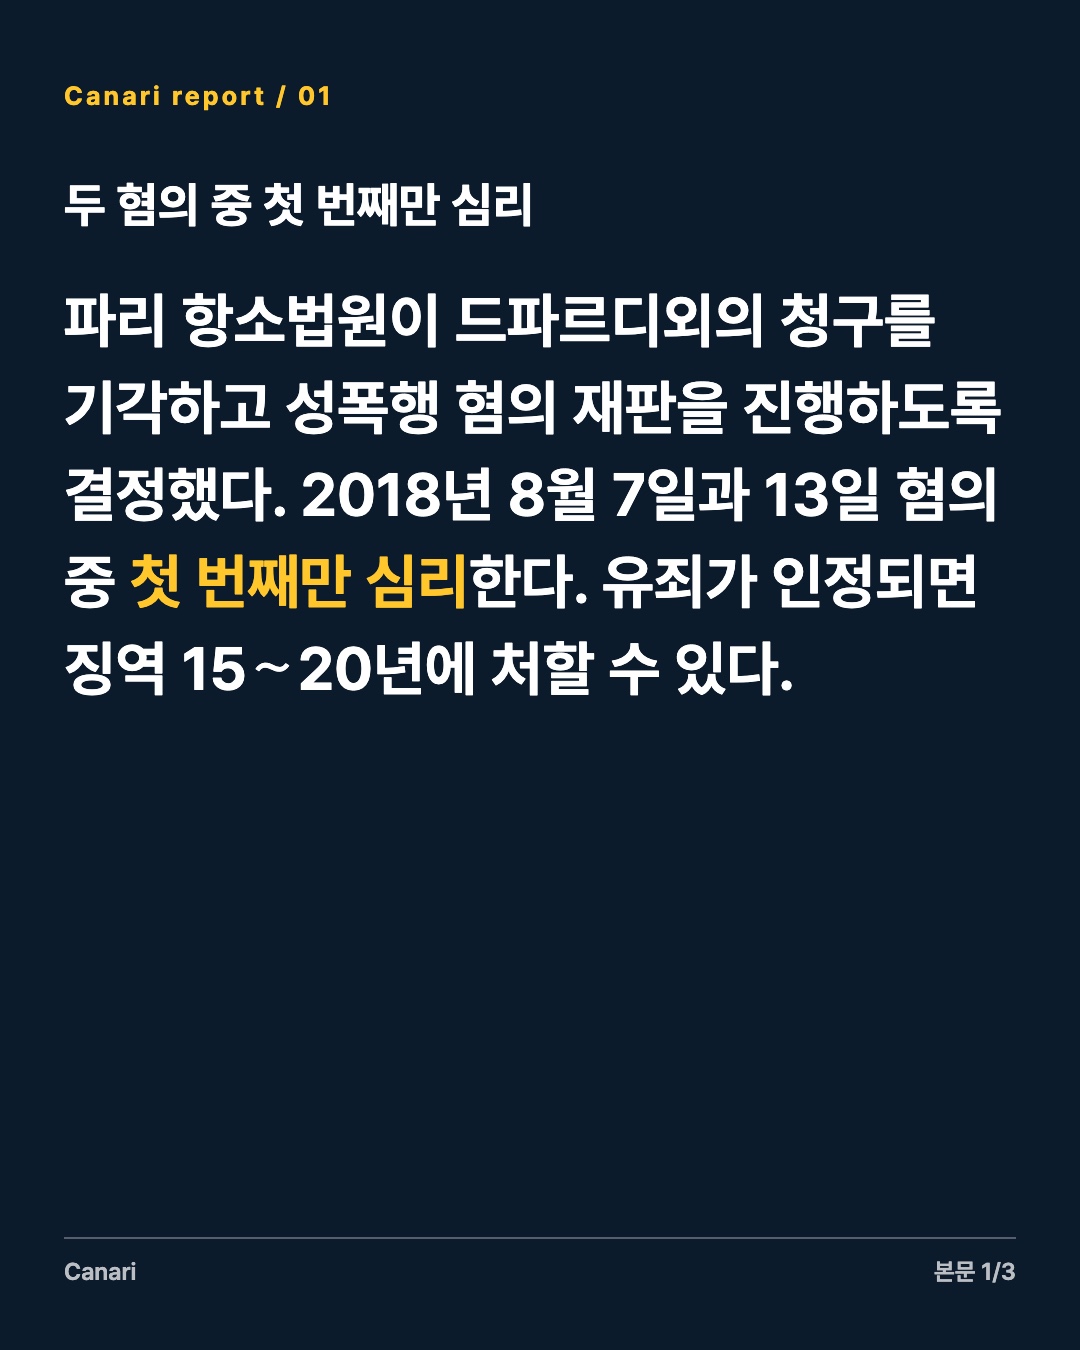 Canari report / 01
두 혐의 중 첫 번째만 심리
파리 항소법원이 드파르디외의 청구를
기각하고 성폭행 혐의 재판을 진행하도록
결정했다. 2018년 8월 7일과 13일 혐의
중 첫 번째만 심리한다. 유죄가 인정되면
징역 15~20년에 처할 수 있다.
Canari
본문 1/3